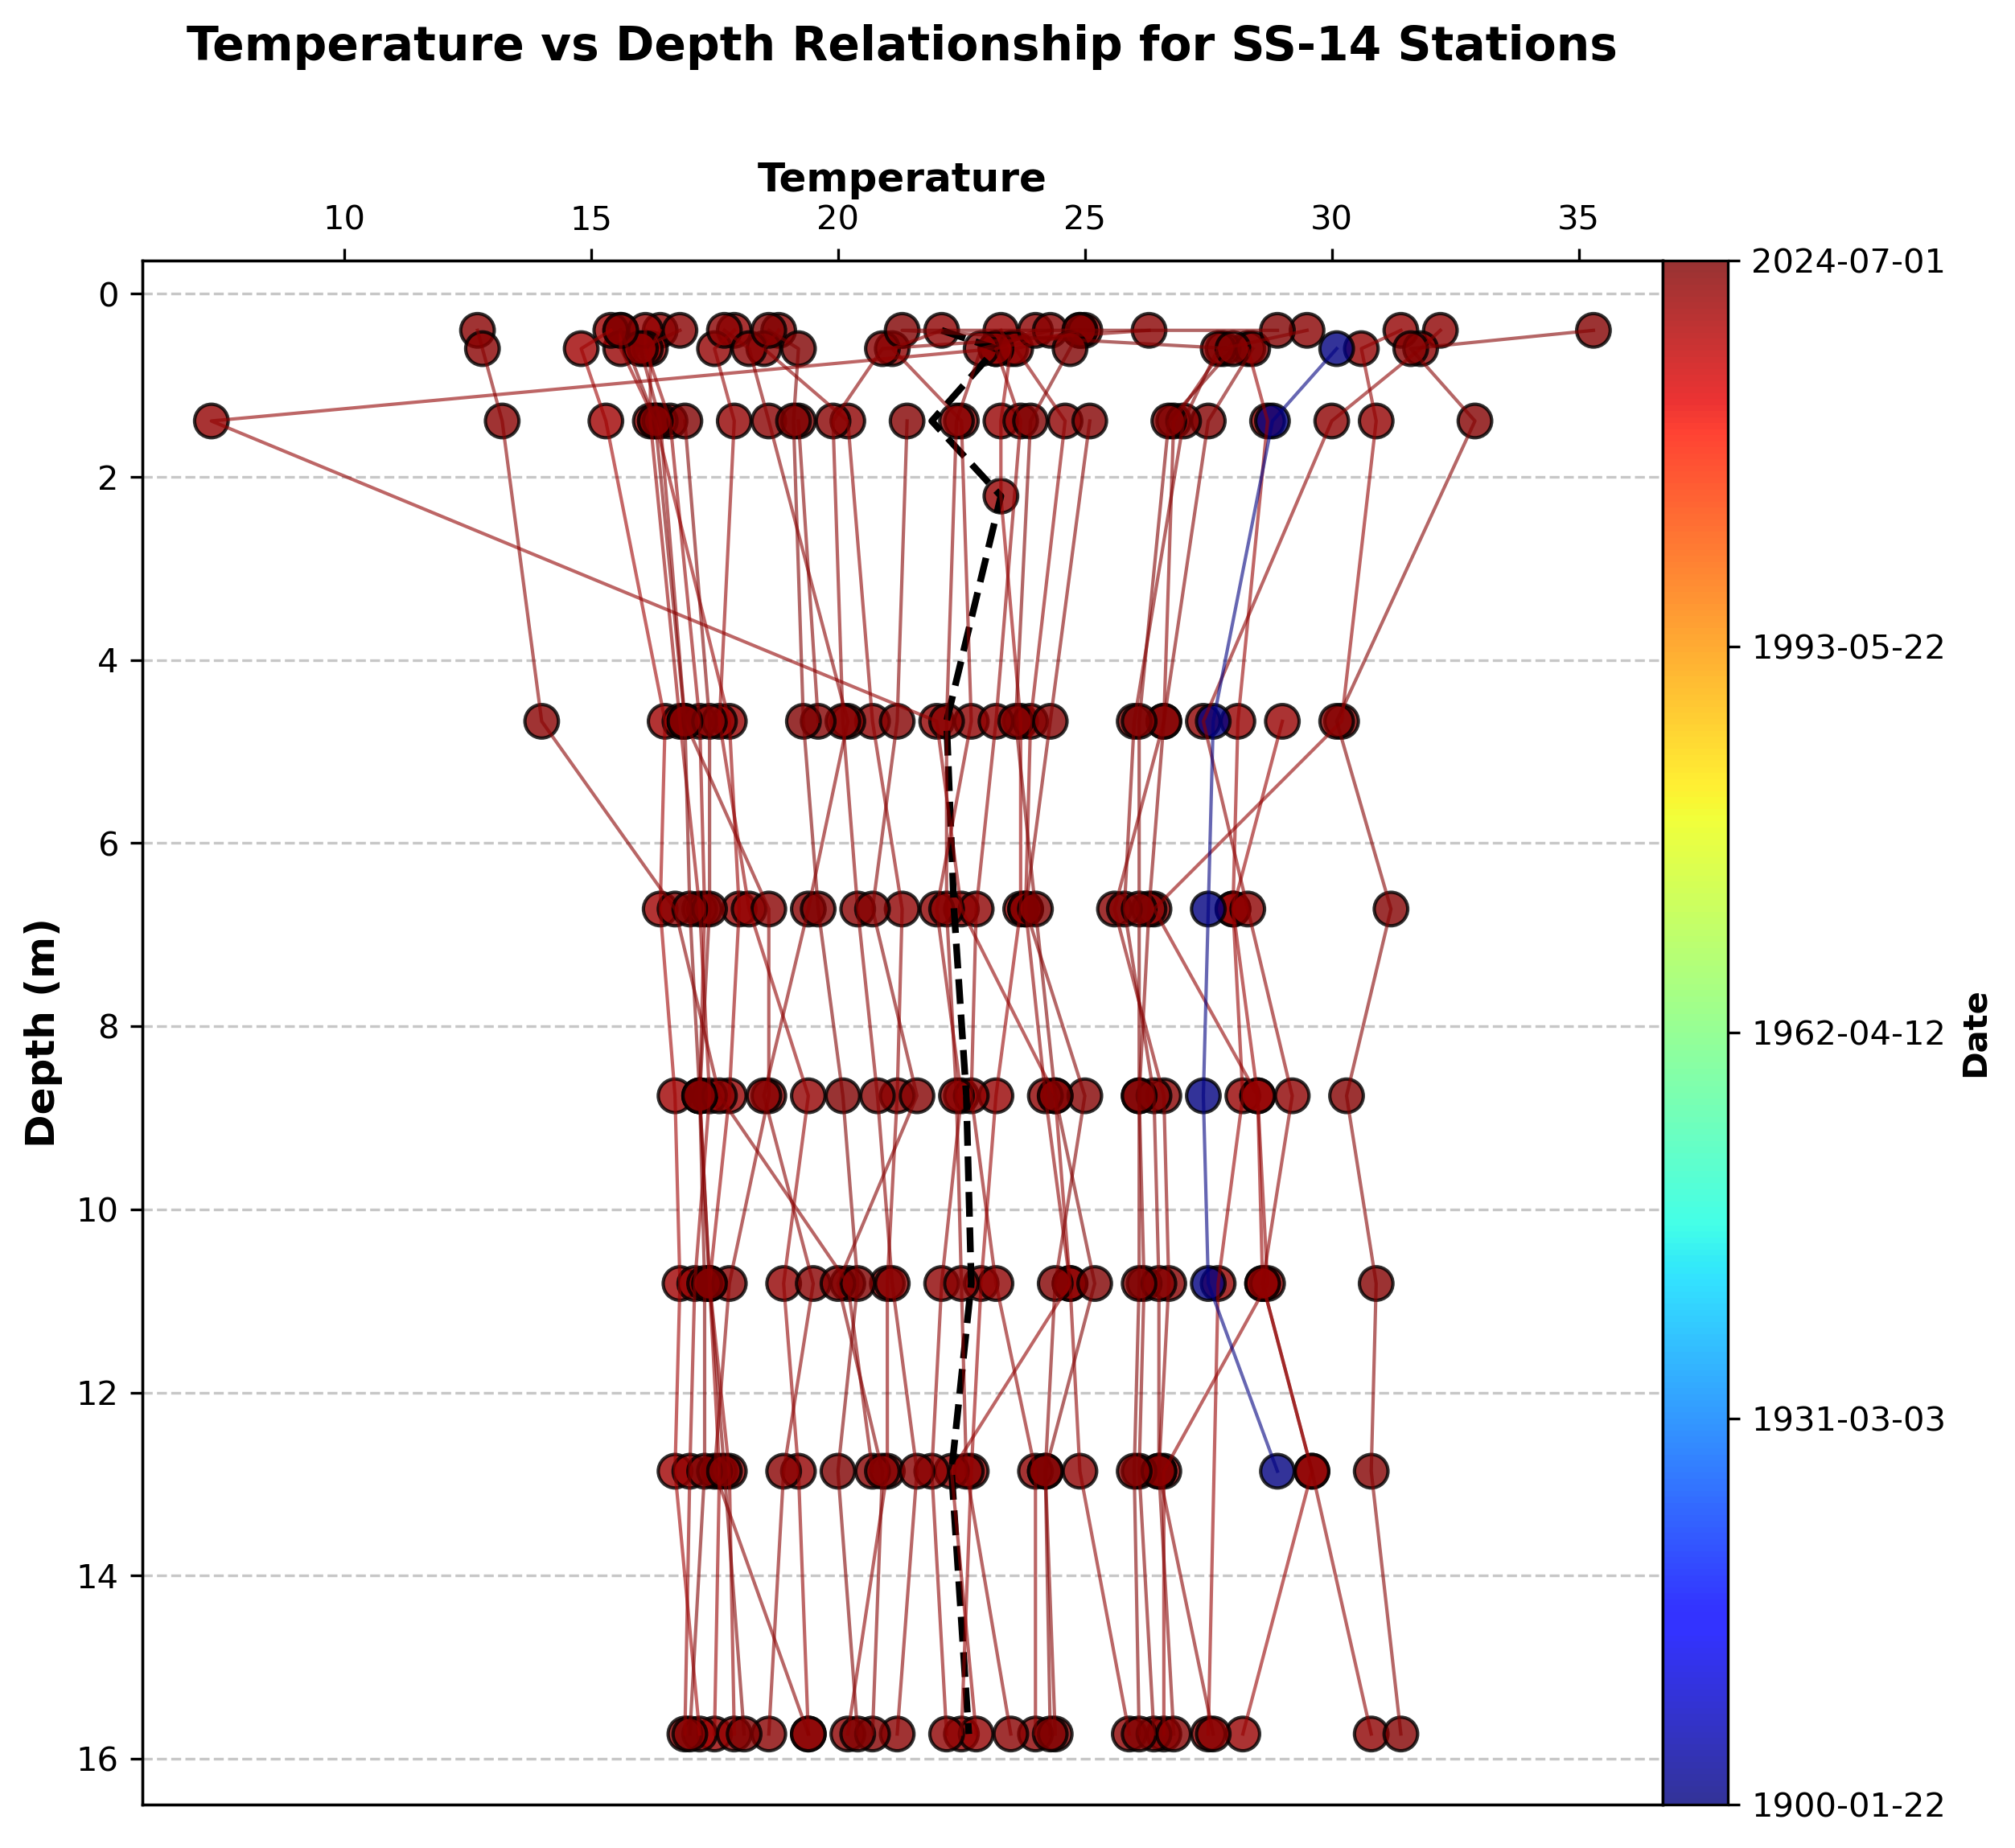 Temperature vs Depth Relationship for SS-14 Stations
Temperature
10 15 20 25 30 35
0
2
4
6
8
10
12
14
16
Depth (m)
2024-07-01
1993-05-22
1962-04-12
1931-03-03
1900-01-22
Date